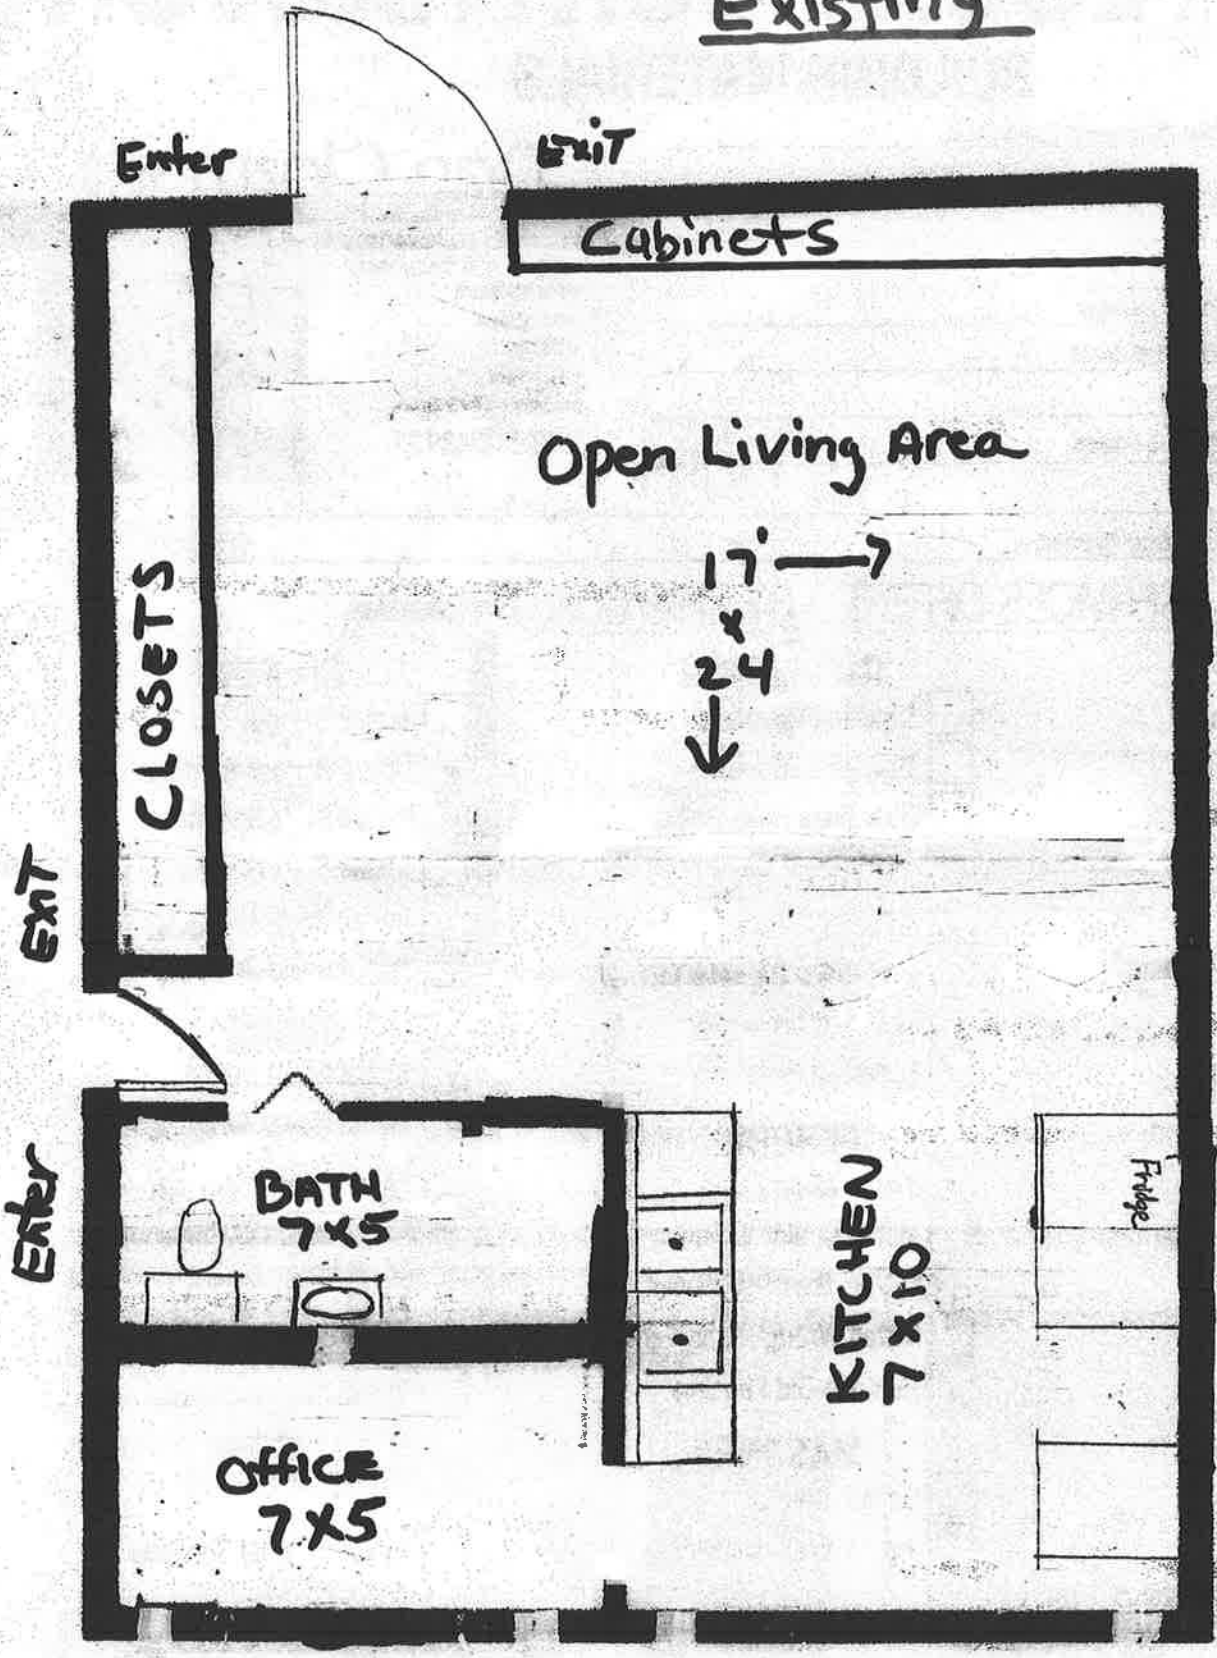 Existing
Enter
Exit
Cabinets
Open Living Area
17' →
x
24
↓
CLOSETS
Exit
Enter
BATH
7x5
KITCHEN
7x10
Fridge
Office
7x5